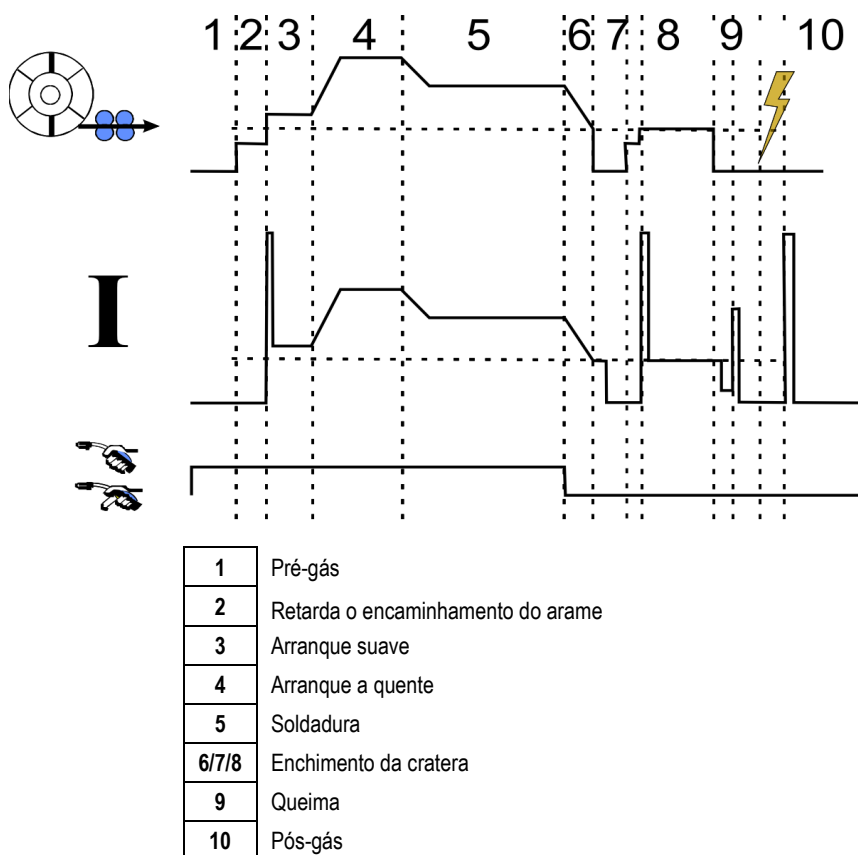 1 2 3 4 5 6 7 8 9 10
I
1 Pré-gás
2 Retarda o encaminhamento do arame
3 Arranque suave
4 Arranque a quente
5 Soldadura
6/7/8 Enchimento da cratera
9 Queima
10 Pós-gás